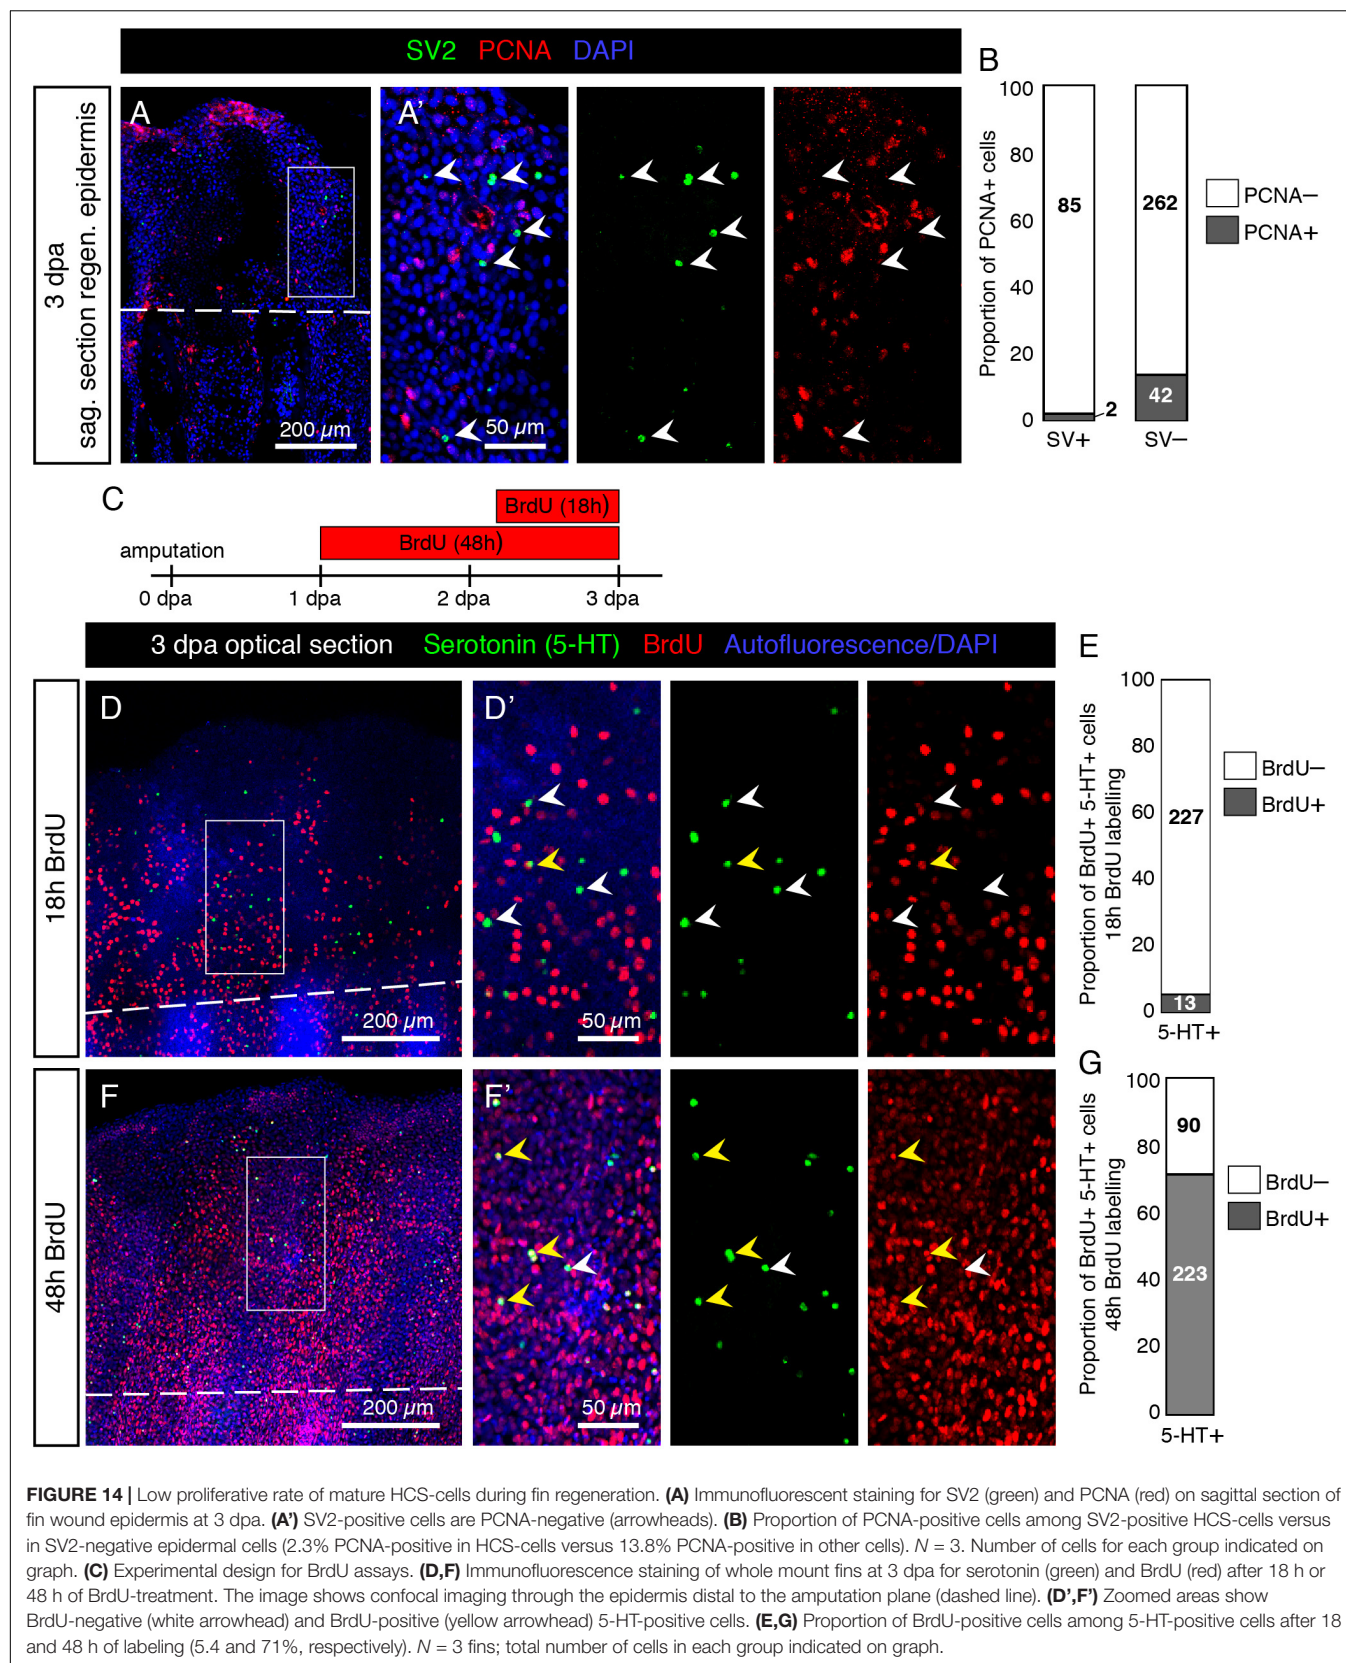 SV2 PCNA DAPI
3 dpa
sag. section regen. epidermis
A
A'
200 µm
50 µm
B
Proportion of PCNA+ cells
100
80
60
40
20
0
85
2
262
42
SV+
SV−
PCNA−
PCNA+
C
BrdU (18h)
BrdU (48h)
amputation
0 dpa
1 dpa
2 dpa
3 dpa
3 dpa optical section Serotonin (5-HT) BrdU Autofluorescence/DAPI
18h BrdU
D
D'
200 µm
50 µm
E
Proportion of BrdU+ 5-HT+ cells
18h BrdU labelling
100
80
60
40
20
0
227
13
5-HT+
BrdU−
BrdU+
48h BrdU
F
F'
200 µm
50 µm
G
Proportion of BrdU+ 5-HT+ cells
48h BrdU labelling
100
80
60
40
20
0
90
223
5-HT+
BrdU−
BrdU+
FIGURE 14 | Low proliferative rate of mature HCS-cells during fin regeneration. (A) Immunofluorescent staining for SV2 (green) and PCNA (red) on sagittal section of
fin wound epidermis at 3 dpa. (A') SV2-positive cells are PCNA-negative (arrowheads). (B) Proportion of PCNA-positive cells among SV2-positive HCS-cells versus
in SV2-negative epidermal cells (2.3% PCNA-positive in HCS-cells versus 13.8% PCNA-positive in other cells). N = 3. Number of cells for each group indicated on
graph. (C) Experimental design for BrdU assays. (D,F) Immunofluorescence staining of whole mount fins at 3 dpa for serotonin (green) and BrdU (red) after 18 h or
48 h of BrdU-treatment. The image shows confocal imaging through the epidermis distal to the amputation plane (dashed line). (D',F') Zoomed areas show
BrdU-negative (white arrowhead) and BrdU-positive (yellow arrowhead) 5-HT-positive cells. (E,G) Proportion of BrdU-positive cells among 5-HT-positive cells after 18
and 48 h of labeling (5.4 and 71%, respectively). N = 3 fins; total number of cells in each group indicated on graph.